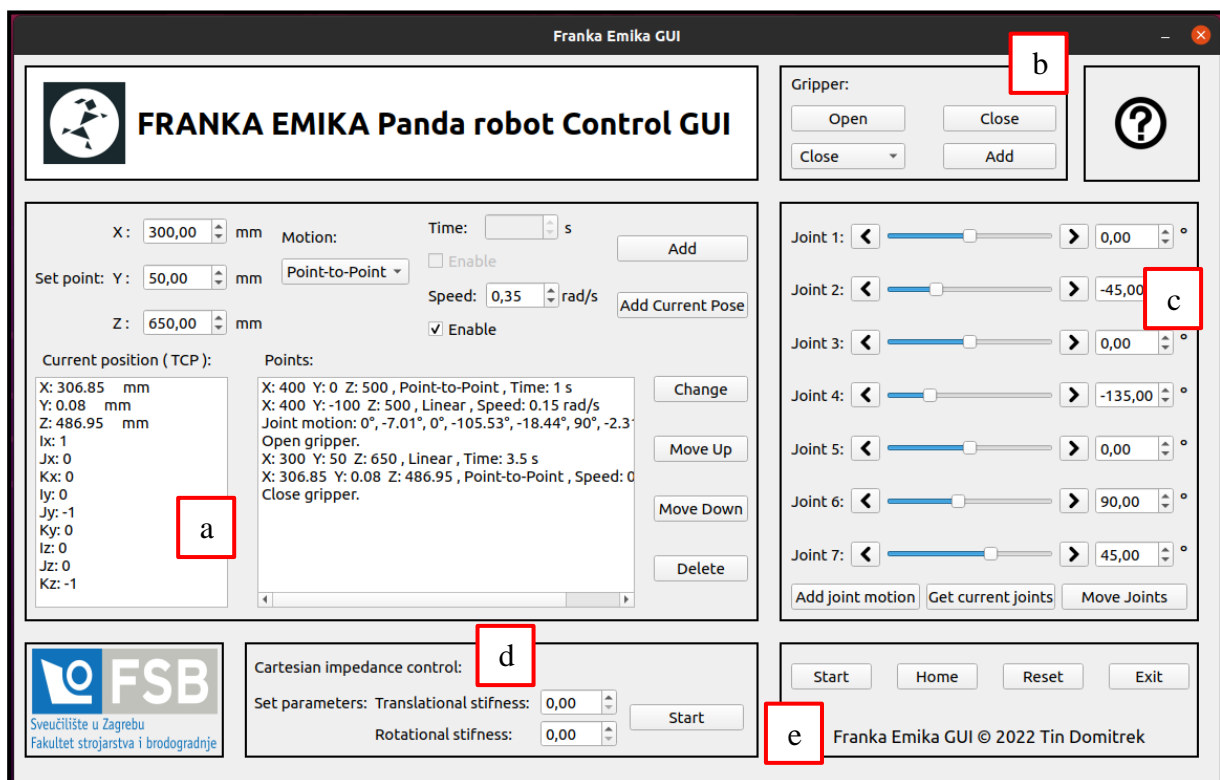 Franka Emika GUI
b
FRANKA EMIKA Panda robot Control GUI
Gripper:
Open
Close
Close
Add
?
X: 300,00 mm
Set point: Y: 50,00 mm
Z: 650,00 mm
Motion:
Point-to-Point
Time: s
Enable
Speed: 0,35 rad/s
Enable
Add
Add Current Pose
Current position ( TCP ):
X: 306.85 mm
Y: 0.08 mm
Z: 486.95 mm
Ix: 1
Jx: 0
Kx: 0
Iy: 0
Jy: -1
Ky: 0
Iz: 0
Jz: 0
Kz: -1
a
Points:
X: 400 Y: 0 Z: 500 , Point-to-Point , Time: 1 s
X: 400 Y: -100 Z: 500 , Linear , Speed: 0.15 rad/s
Joint motion: 0°, -7.01°, 0°, -105.53°, -18.44°, 90°, -2.31
Open gripper.
X: 300 Y: 50 Z: 650 , Linear , Time: 3.5 s
X: 306.85 Y: 0.08 Z: 486.95 , Point-to-Point , Speed: 0
Close gripper.
Change
Move Up
Move Down
Delete
Joint 1: 0,00 °
Joint 2: -45,00
c
Joint 3: 0,00 °
Joint 4: -135,00 °
Joint 5: 0,00 °
Joint 6: 90,00 °
Joint 7: 45,00 °
Add joint motion
Get current joints
Move Joints
FSB
Sveučilište u Zagrebu
Fakultet strojarstva i brodogradnje
d
Cartesian impedance control:
Set parameters: Translational stifness: 0,00
Rotational stifness: 0,00
Start
Start
Home
Reset
Exit
e
Franka Emika GUI © 2022 Tin Domitrek